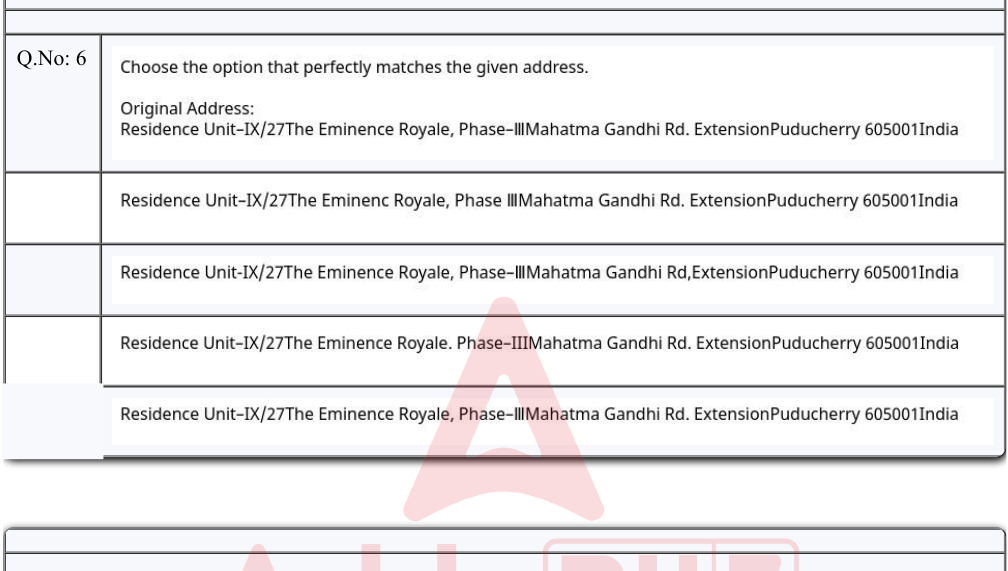 Q.No: 6
Choose the option that perfectly matches the given address.
Original Address:
Residence Unit–IX/27The Eminence Royale, Phase–ⅢMahatma Gandhi Rd. ExtensionPuducherry 605001India
Residence Unit–IX/27The Eminenc Royale, Phase ⅢMahatma Gandhi Rd. ExtensionPuducherry 605001India
Residence Unit-IX/27The Eminence Royale, Phase–ⅢMahatma Gandhi Rd,ExtensionPuducherry 605001India
Residence Unit–IX/27The Eminence Royale. Phase–IIIMahatma Gandhi Rd. ExtensionPuducherry 605001India
Residence Unit–IX/27The Eminence Royale, Phase–ⅢMahatma Gandhi Rd. ExtensionPuducherry 605001India